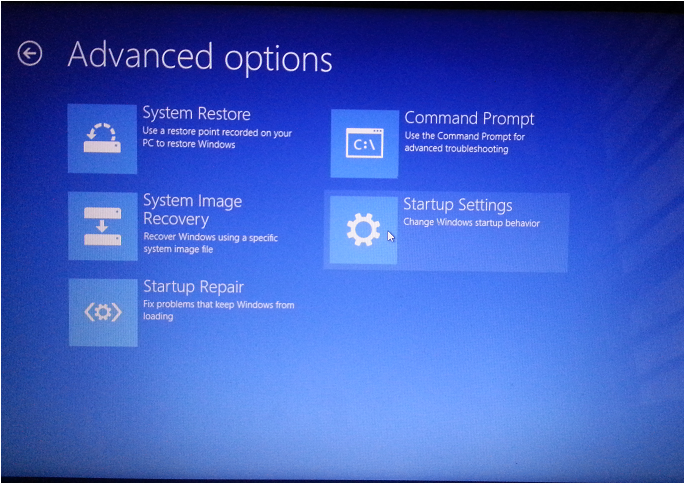 Advanced options
System Restore
Use a restore point recorded on your
PC to restore Windows
System Image
Recovery
Recover Windows using a specific
system image file
Startup Repair
Fix problems that keep Windows from
loading
C:\
Command Prompt
Use the Command Prompt for
advanced troubleshooting
Startup Settings
Change Windows startup behavior